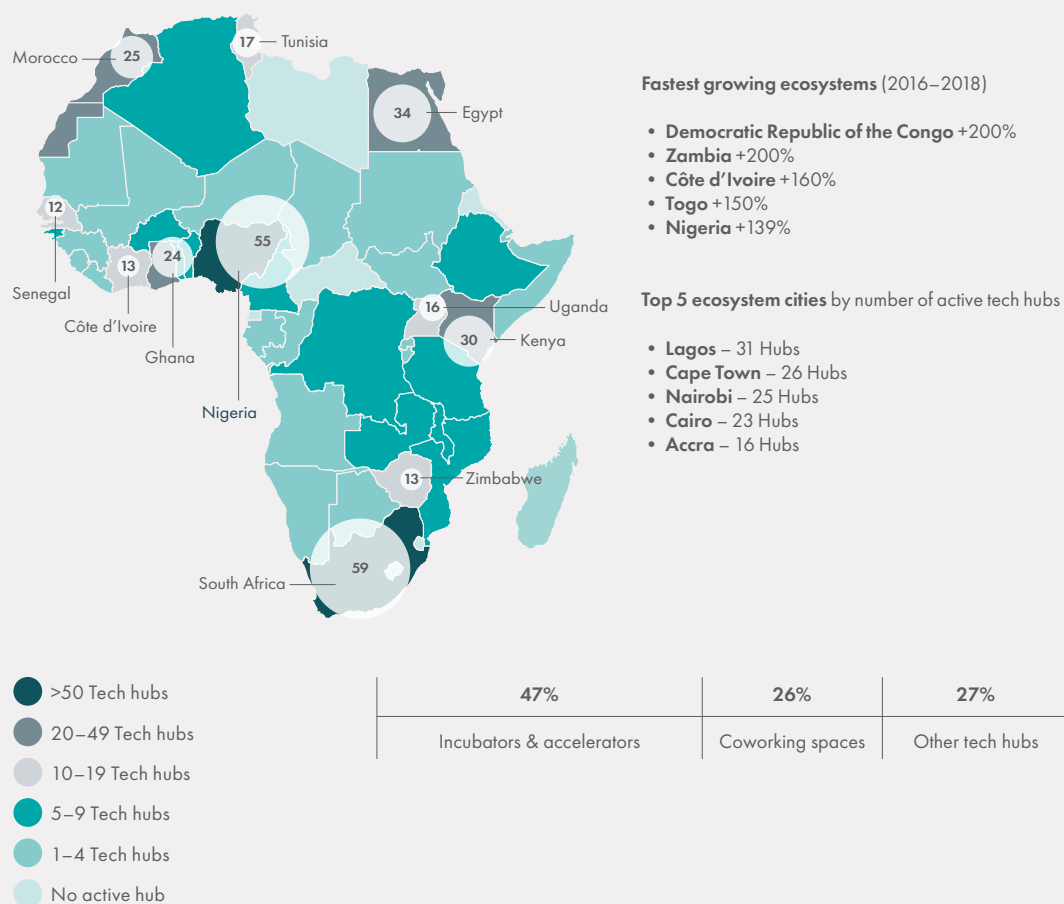 17
Tunisia
Morocco
25
34
Egypt
12
55
24
13
Senegal
16
Uganda
Côte d’Ivoire
30
Kenya
Ghana
Nigeria
13
Zimbabwe
59
South Africa
Fastest growing ecosystems (2016–2018)
• Democratic Republic of the Congo +200%
• Zambia +200%
• Côte d’Ivoire +160%
• Togo +150%
• Nigeria +139%
Top 5 ecosystem cities by number of active tech hubs
• Lagos – 31 Hubs
• Cape Town – 26 Hubs
• Nairobi – 25 Hubs
• Cairo – 23 Hubs
• Accra – 16 Hubs
>50 Tech hubs
20–49 Tech hubs
10–19 Tech hubs
5–9 Tech hubs
1–4 Tech hubs
No active hub
47% 26% 27%
Incubators & accelerators Coworking spaces Other tech hubs